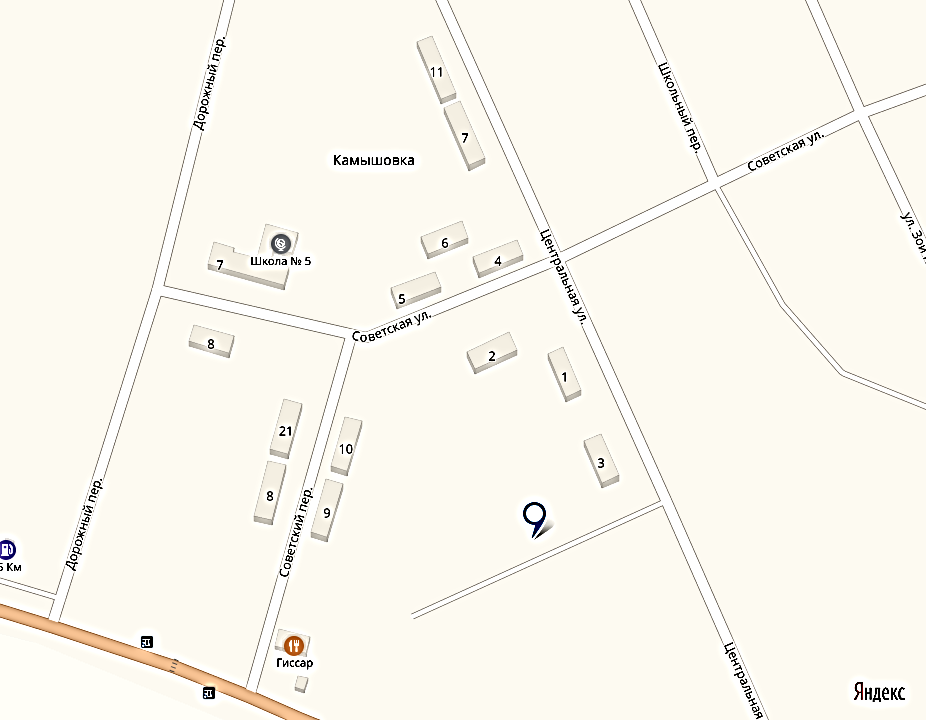 Дорожный пер.
11
7
Школьный пер.
Советская ул.
Камышовка
ул. Зои
6
4
Центральная ул.
Школа № 5
7
5
Советская ул.
8
2
1
21
10
3
8
9
Дорожный пер.
Советский пер.
Км
Гиссар
Центральная
Яндекс